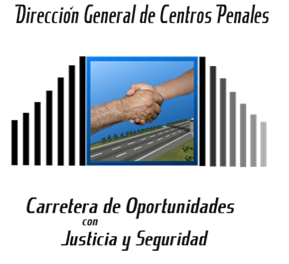 Dirección General de Centros Penales
Carretera de Oportunidades
con
Justicia y Seguridad